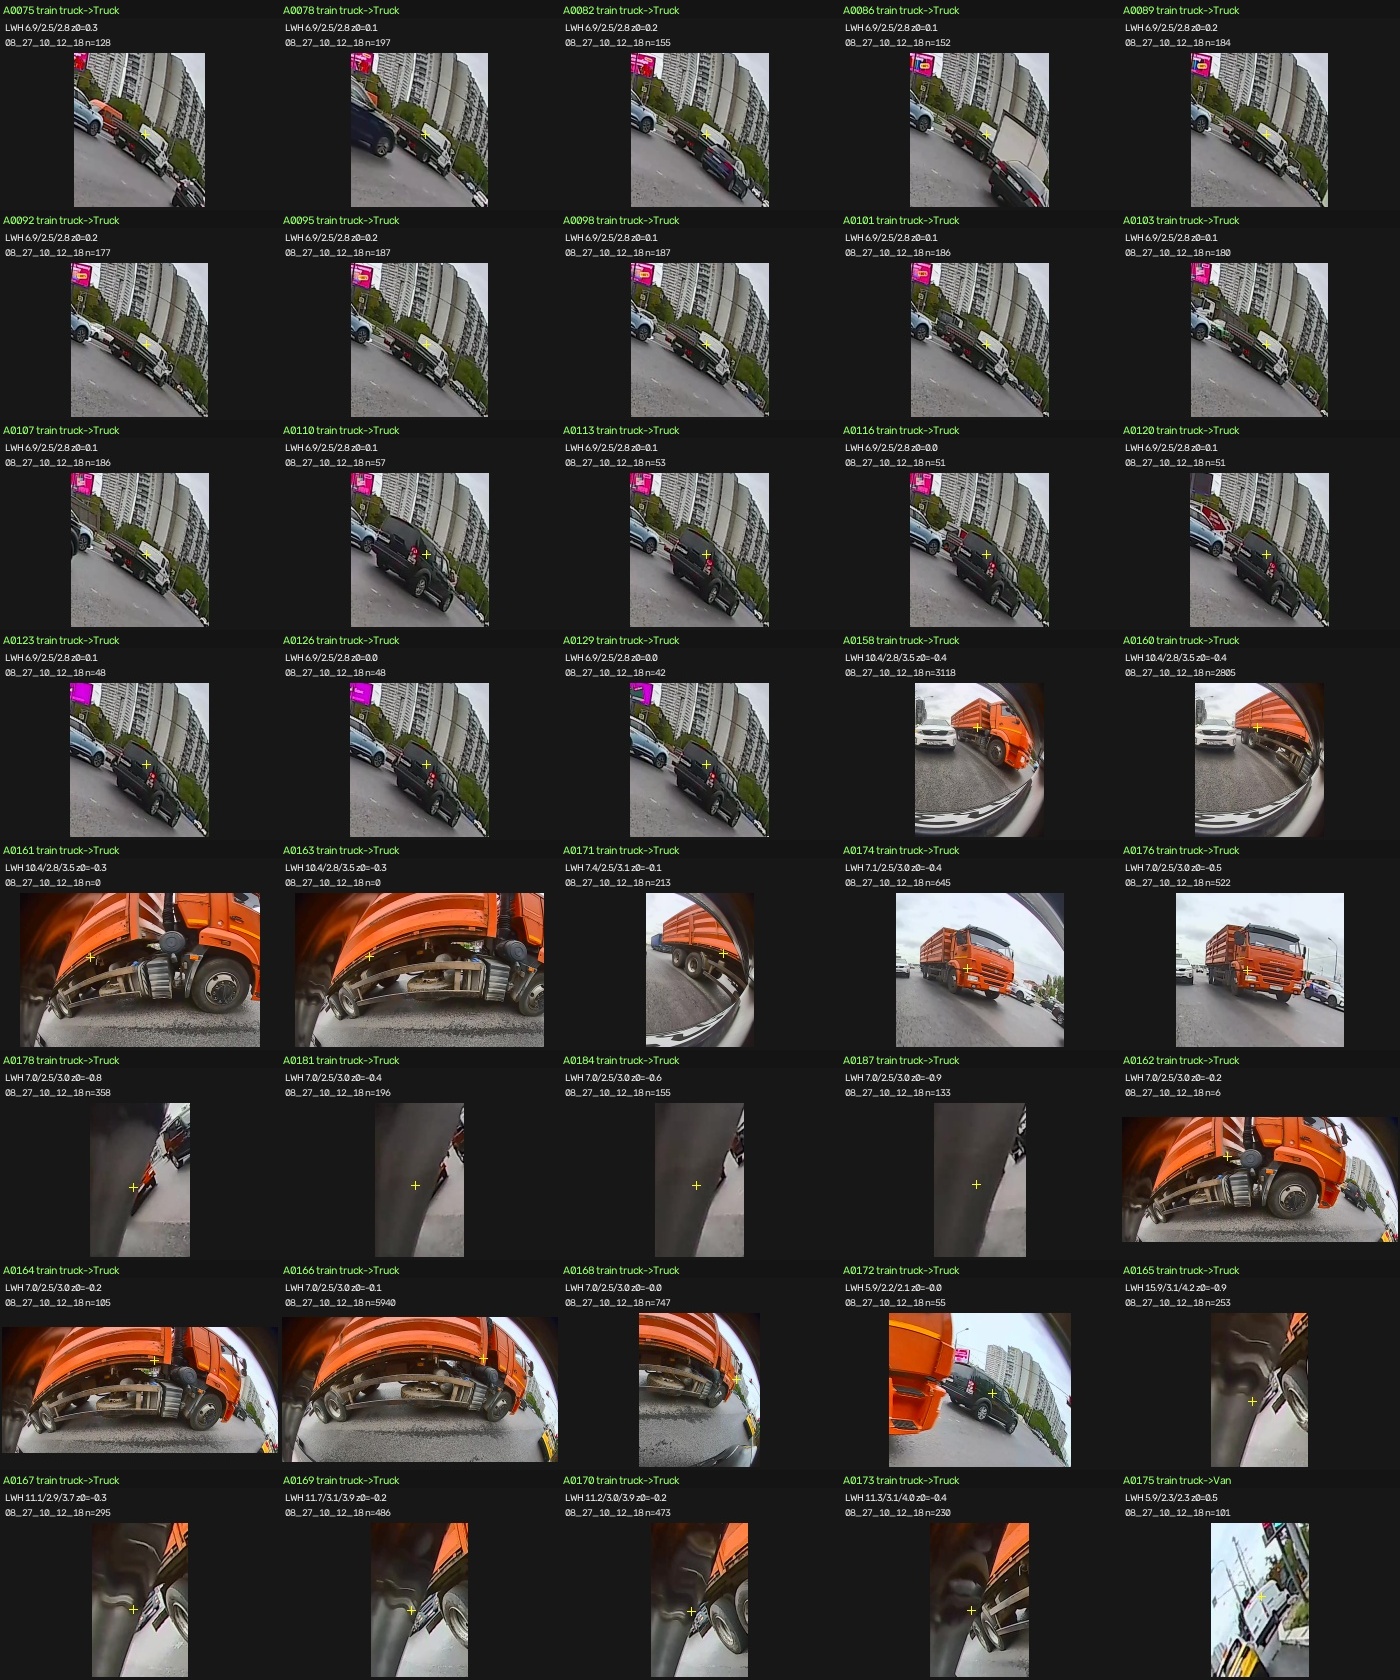 A0075 train truck->Truck
LWH 6.9/2.5/2.8 z0=0.3
08_27_10_12_18 n=128
A0078 train truck->Truck
LWH 6.9/2.5/2.8 z0=0.1
08_27_10_12_18 n=197
A0082 train truck->Truck
LWH 6.9/2.5/2.8 z0=0.2
08_27_10_12_18 n=155
A0086 train truck->Truck
LWH 6.9/2.5/2.8 z0=0.1
08_27_10_12_18 n=152
A0089 train truck->Truck
LWH 6.9/2.5/2.8 z0=0.2
08_27_10_12_18 n=184
A0092 train truck->Truck
LWH 6.9/2.5/2.8 z0=0.2
08_27_10_12_18 n=177
A0095 train truck->Truck
LWH 6.9/2.5/2.8 z0=0.2
08_27_10_12_18 n=187
A0098 train truck->Truck
LWH 6.9/2.5/2.8 z0=0.1
08_27_10_12_18 n=187
A0101 train truck->Truck
LWH 6.9/2.5/2.8 z0=0.1
08_27_10_12_18 n=186
A0103 train truck->Truck
LWH 6.9/2.5/2.8 z0=0.1
08_27_10_12_18 n=180
A0107 train truck->Truck
LWH 6.9/2.5/2.8 z0=0.1
08_27_10_12_18 n=186
A0110 train truck->Truck
LWH 6.9/2.5/2.8 z0=0.1
08_27_10_12_18 n=57
A0113 train truck->Truck
LWH 6.9/2.5/2.8 z0=0.1
08_27_10_12_18 n=53
A0116 train truck->Truck
LWH 6.9/2.5/2.8 z0=0.0
08_27_10_12_18 n=51
A0120 train truck->Truck
LWH 6.9/2.5/2.8 z0=0.1
08_27_10_12_18 n=51
A0123 train truck->Truck
LWH 6.9/2.5/2.8 z0=0.1
08_27_10_12_18 n=48
A0126 train truck->Truck
LWH 6.9/2.5/2.8 z0=0.0
08_27_10_12_18 n=48
A0129 train truck->Truck
LWH 6.9/2.5/2.8 z0=0.0
08_27_10_12_18 n=42
A0158 train truck->Truck
LWH 10.4/2.8/3.5 z0=-0.4
08_27_10_12_18 n=3118
A0160 train truck->Truck
LWH 10.4/2.8/3.5 z0=-0.4
08_27_10_12_18 n=2805
A0161 train truck->Truck
LWH 10.4/2.8/3.5 z0=-0.3
08_27_10_12_18 n=0
A0163 train truck->Truck
LWH 10.4/2.8/3.5 z0=-0.3
08_27_10_12_18 n=0
A0171 train truck->Truck
LWH 7.4/2.5/3.1 z0=-0.1
08_27_10_12_18 n=213
A0174 train truck->Truck
LWH 7.1/2.5/3.0 z0=-0.4
08_27_10_12_18 n=645
A0176 train truck->Truck
LWH 7.0/2.5/3.0 z0=-0.5
08_27_10_12_18 n=522
A0178 train truck->Truck
LWH 7.0/2.5/3.0 z0=-0.8
08_27_10_12_18 n=358
A0181 train truck->Truck
LWH 7.0/2.5/3.0 z0=-0.4
08_27_10_12_18 n=196
A0184 train truck->Truck
LWH 7.0/2.5/3.0 z0=-0.6
08_27_10_12_18 n=155
A0187 train truck->Truck
LWH 7.0/2.5/3.0 z0=-0.9
08_27_10_12_18 n=133
A0162 train truck->Truck
LWH 7.0/2.5/3.0 z0=-0.2
08_27_10_12_18 n=6
A0164 train truck->Truck
LWH 7.0/2.5/3.0 z0=-0.2
08_27_10_12_18 n=105
A0166 train truck->Truck
LWH 7.0/2.5/3.0 z0=-0.1
08_27_10_12_18 n=5940
A0168 train truck->Truck
LWH 7.0/2.5/3.0 z0=-0.0
08_27_10_12_18 n=747
A0172 train truck->Truck
LWH 5.9/2.2/2.1 z0=-0.0
08_27_10_12_18 n=55
A0165 train truck->Truck
LWH 15.9/3.1/4.2 z0=-0.9
08_27_10_12_18 n=253
A0167 train truck->Truck
LWH 11.1/2.9/3.7 z0=-0.3
08_27_10_12_18 n=295
A0169 train truck->Truck
LWH 11.7/3.1/3.9 z0=-0.2
08_27_10_12_18 n=486
A0170 train truck->Truck
LWH 11.2/3.0/3.9 z0=-0.2
08_27_10_12_18 n=473
A0173 train truck->Truck
LWH 11.3/3.1/4.0 z0=-0.4
08_27_10_12_18 n=230
A0175 train truck->Van
LWH 5.9/2.3/2.3 z0=0.5
08_27_10_12_18 n=101